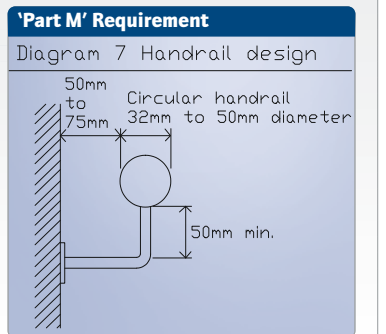 ‘Part M’ Requirement
Diagram 7 Handrail design
50mm
to
75mm
Circular handrail
32mm to 50mm diameter
50mm min.